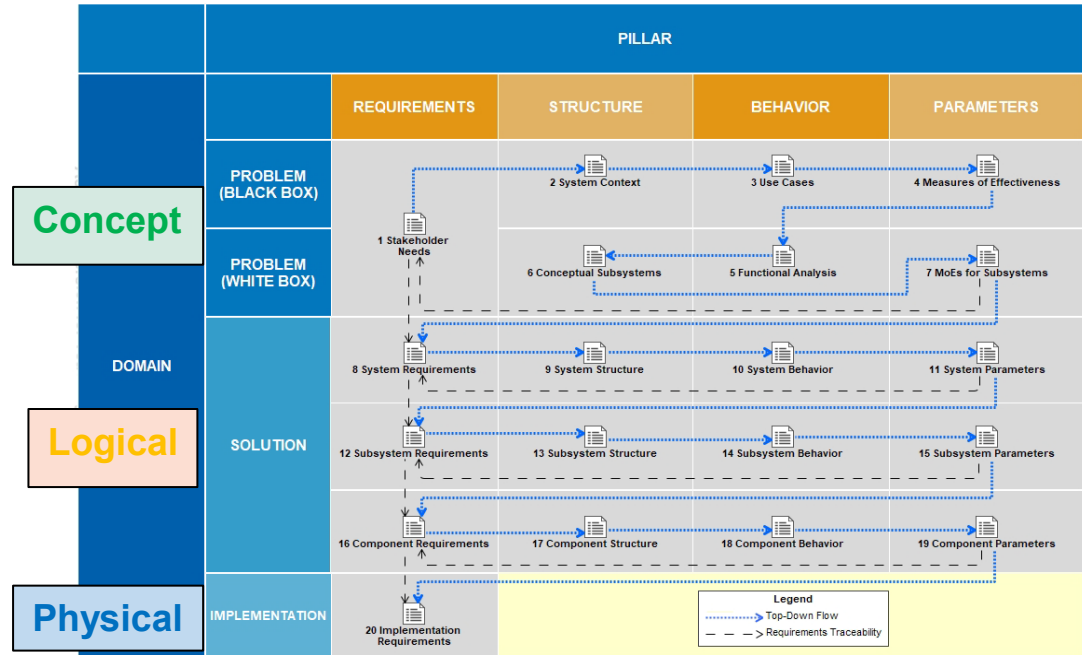 PILLAR
REQUIREMENTS
STRUCTURE
BEHAVIOR
PARAMETERS
DOMAIN
PROBLEM
(BLACK BOX)
2 System Context
3 Use Cases
4 Measures of Effectiveness
Concept
1 Stakeholder
Needs
PROBLEM
(WHITE BOX)
6 Conceptual Subsystems
5 Functional Analysis
7 MoEs for Subsystems
8 System Requirements
9 System Structure
10 System Behavior
11 System Parameters
Logical
SOLUTION
12 Subsystem Requirements
13 Subsystem Structure
14 Subsystem Behavior
15 Subsystem Parameters
16 Component Requirements
17 Component Structure
18 Component Behavior
19 Component Parameters
Physical
IMPLEMENTATION
20 Implementation
Requirements
Legend
Top-Down Flow
Requirements Traceability